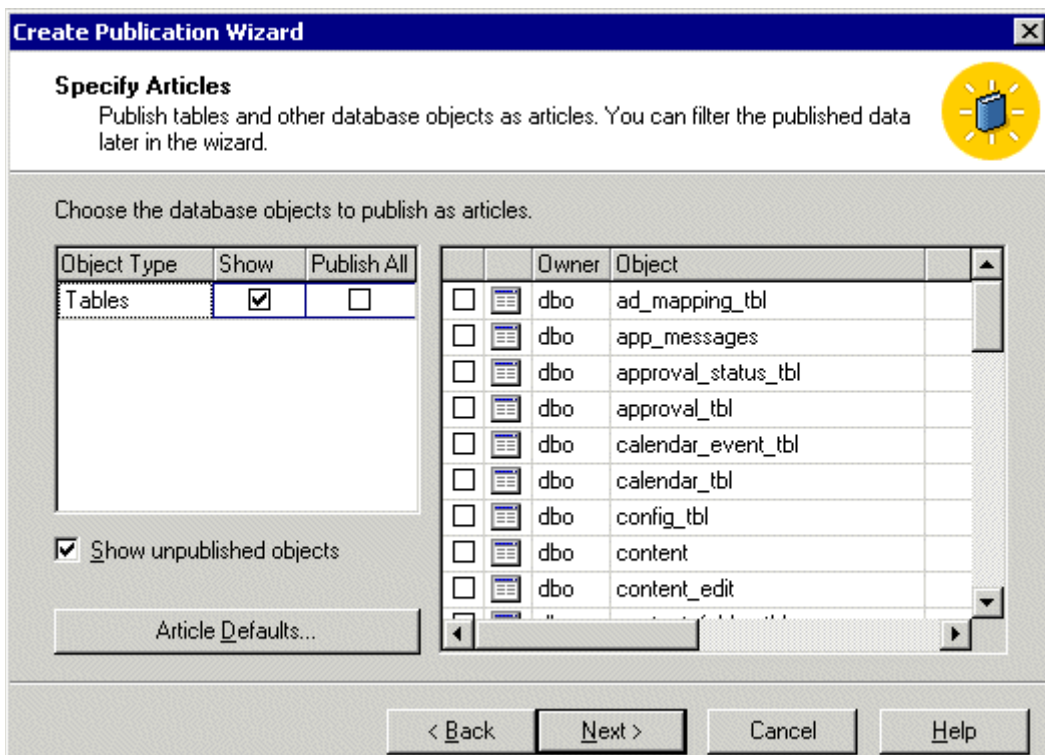 Create Publication Wizard
Specify Articles
Publish tables and other database objects as articles. You can filter the published data
later in the wizard.
Choose the database objects to publish as articles.
Object Type Show Publish All
Tables
Owner Object
dbo ad_mapping_tbl
dbo app_messages
dbo approval_status_tbl
dbo approval_tbl
dbo calendar_event_tbl
dbo calendar_tbl
dbo config_tbl
dbo content
dbo content_edit
Show unpublished objects
Article Defaults...
< Back
Next >
Cancel
Help